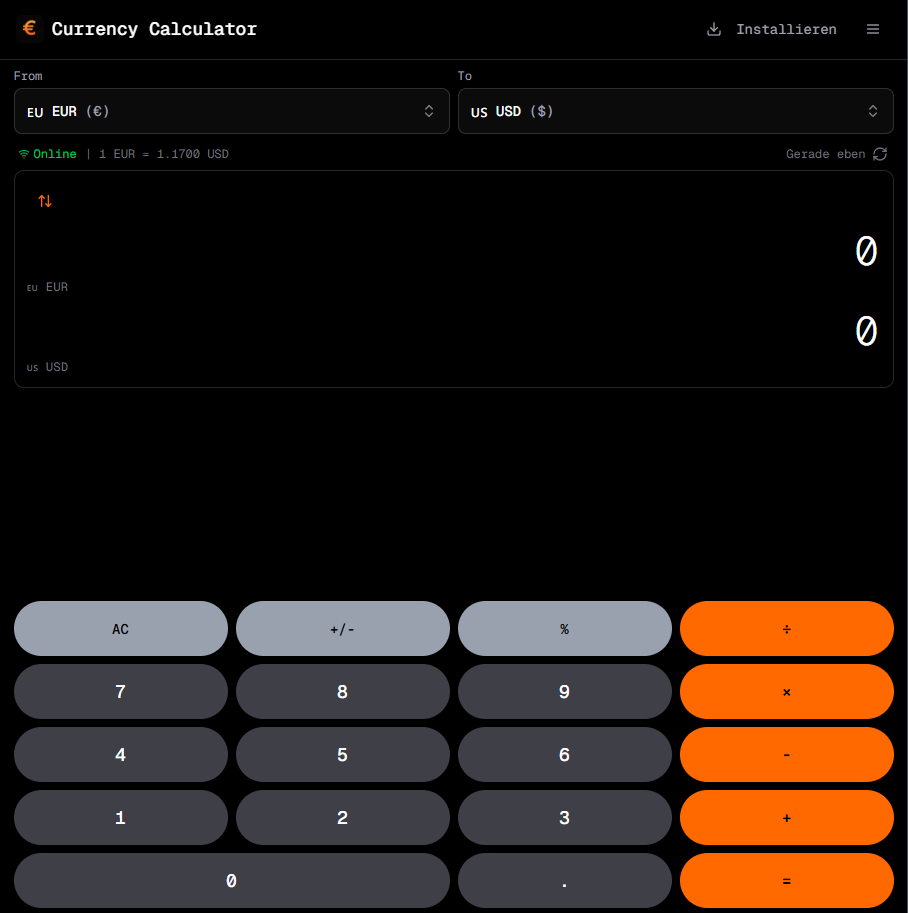 € Currency Calculator Installieren
From To
EU EUR (€) US USD ($)
Online | 1 EUR = 1.1700 USD Gerade eben
0
EU EUR
0
US USD
AC +/- % ÷
7 8 9 ×
4 5 6 -
1 2 3 +
0 . =